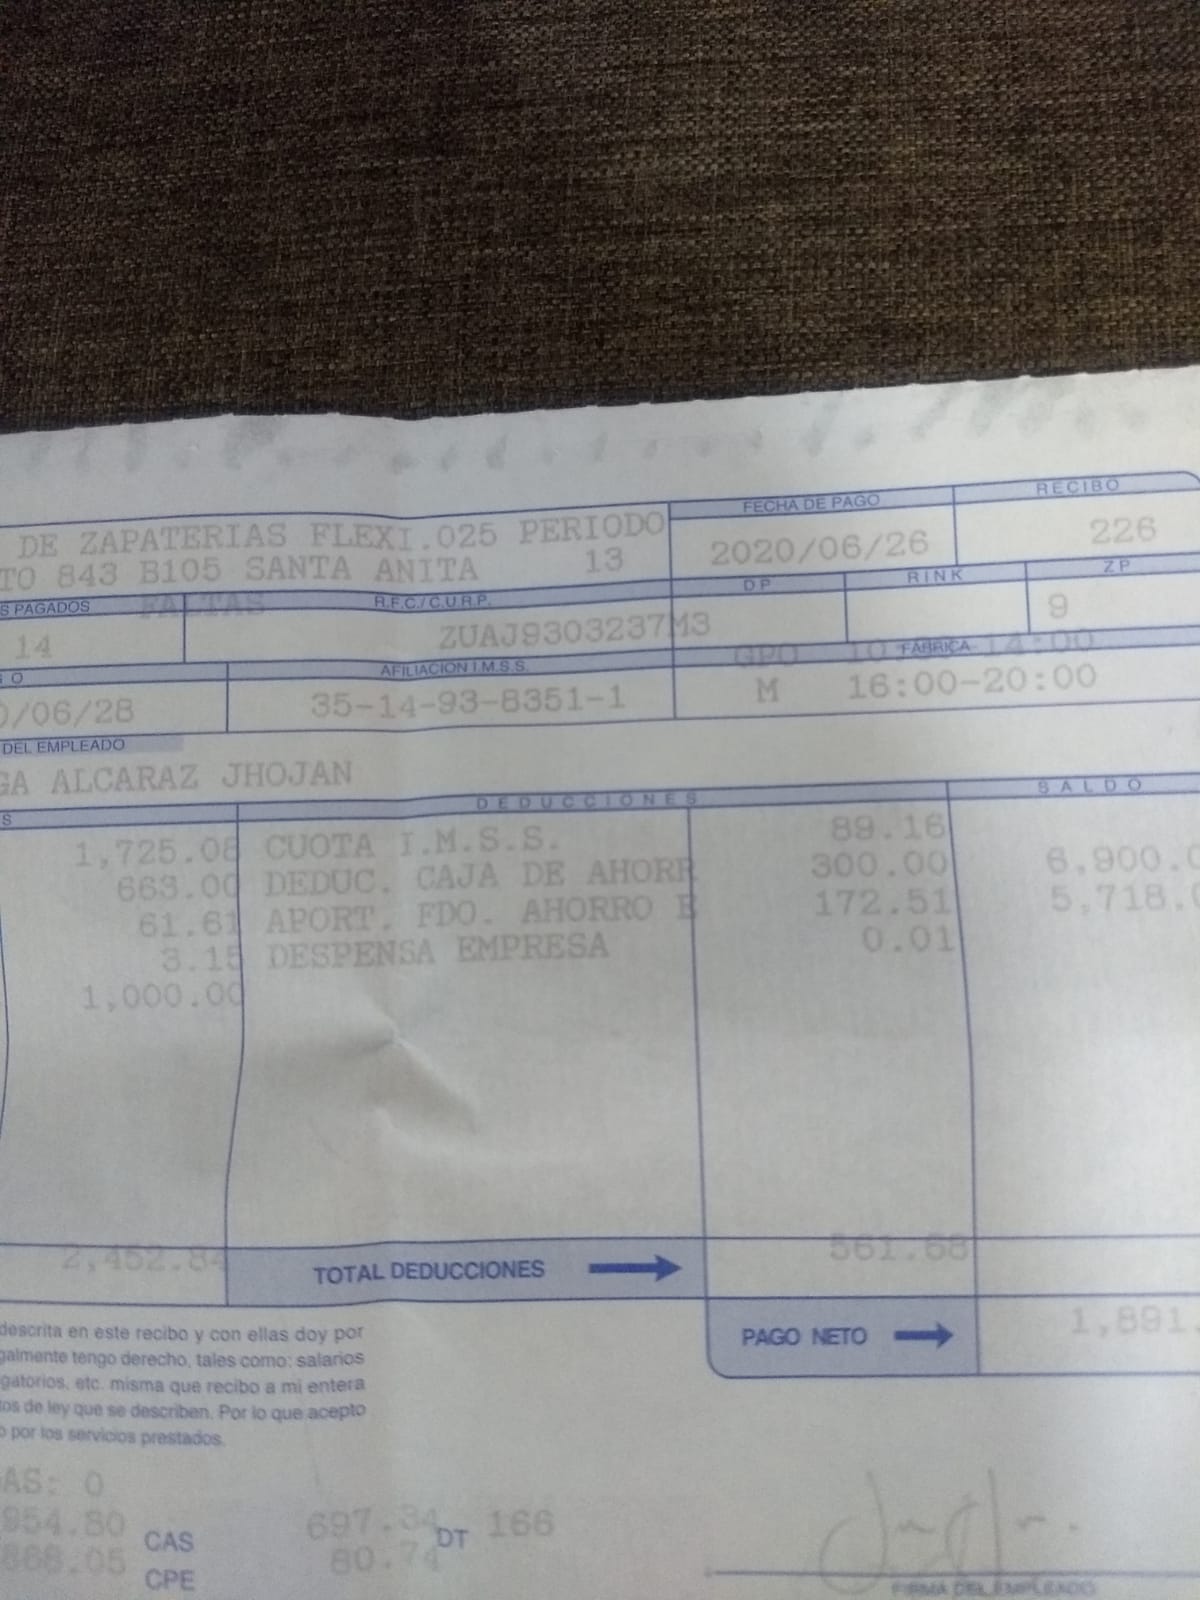 RECIBO
FECHA DE PAGO
DE ZAPATERIAS FLEXI.025 PERIODO
2020/06/26 226
TO 843 B105 SANTA ANITA 13
S PAGADOS FALTAS R.F.C./C.U.R.P. DP RINK ZP
14 ZUAJ9303237M3 9
GPO 10 14:00
O AFILIACION I.M.S.S. FABRICA
/06/28 35-14-93-8351-1 M 16:00-20:00
DEL EMPLEADO
GA ALCARAZ JHOJAN
S DEDUCCIONES SALDO
1,725.08 CUOTA I.M.S.S. 89.16
663.00 DEDUC. CAJA DE AHORR 300.00 6,900.0
61.61 APORT. FDO. AHORRO E 172.51 5,718.0
3.15 DESPENSA EMPRESA 0.01
1,000.00
2,452.84 TOTAL DEDUCCIONES 561.68
PAGO NETO 1,891.
descrita en este recibo y con ellas doy por
galmente tengo derecho, tales como: salarios
gatorios, etc. misma que recibo a mi entera
tos de ley que se describen. Por lo que acepto
o por los servicios prestados.
AS: 0
954.80 CAS 697.34 DT 166
868.05 CPE 80.74
FIRMA DEL EMPLEADO